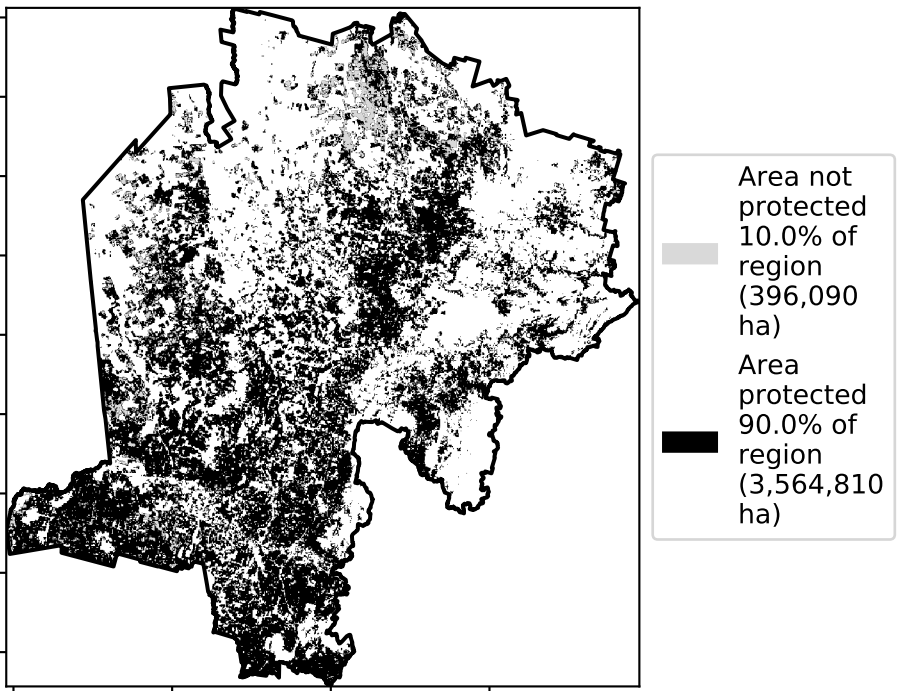 Area not
protected
10.0% of
region
(396,090
ha)
Area
protected
90.0% of
region
(3,564,810
ha)